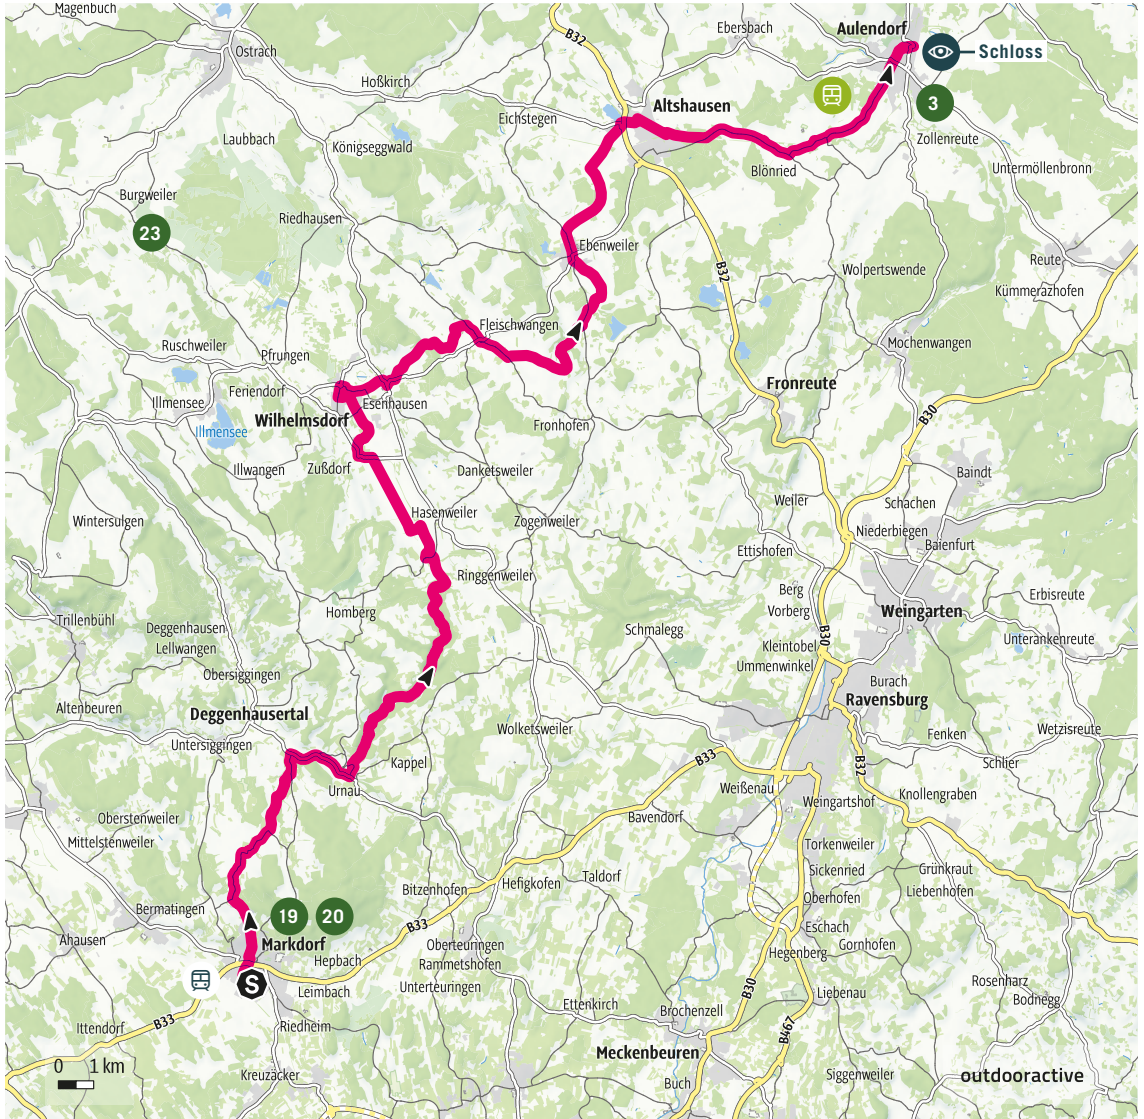 Magenbuch
B32
Ebersbach
Aulendorf
Ostrach
Schloss
Hoßkirch
3
Altshausen
Eichstegen
Laubbach
Königseggwald
Zollenreute
Untermöllenbronn
Blönried
Burgweiler
Riedhausen
23
Ebenweiler
Reute
B32
Wolpertswende
Kümmerazhofen
Fleischwangen
Ruschweiler
Pfrungen
Mochenwangen
Feriendorf
Fronreute
Illmensee
Esenhausen
B30
Wilhelmsdorf
Fronhofen
Illmensee
Illwangen
Zußdorf
Danketsweiler
Baindt
Weiler
Schachen
Wintersulgen
Hasenweiler
Zogenweiler
Niederbiegen
Baienfurt
Ettishofen
Ringgenweiler
Berg
Erbisreute
Trillenbühl
Homberg
Vorberg
Weingarten
Deggenhausen
Schmalegg
B30
Unterankenreute
Lellwangen
Kleintobel
Ummenwinkel
Obersiggingen
Burach
Altenbeuren
Deggenhausertal
Ravensburg
Wolketsweiler
Wetzisreute
Fenken
Untersiggingen
Kappel
B33
B32
Schlier
Urnau
Weißenau
Knollengraben
Weingartshof
Oberstenweiler
Bavendorf
Mittelstenweiler
Torkenweiler
Sickenried
Grünkraut
Taldorf
Hefigkofen
Bitzenhofen
Liebenhofen
Oberhofen
Bermatingen
19
20
B33
Eschach
Ahausen
Markdorf
Oberteuringen
Gornhofen
Hegenberg
Hepbach
Rammetshofen
S
Leimbach
Unterteuringen
B30
Rosenharz
Liebenau
Bodnegg
Ettenkirch
Brochenzell
Ittendorf
B33
Riedheim
B467
Meckenbeuren
0 1 km
Kreuzäcker
Siggenweiler
outdooractive
Buch